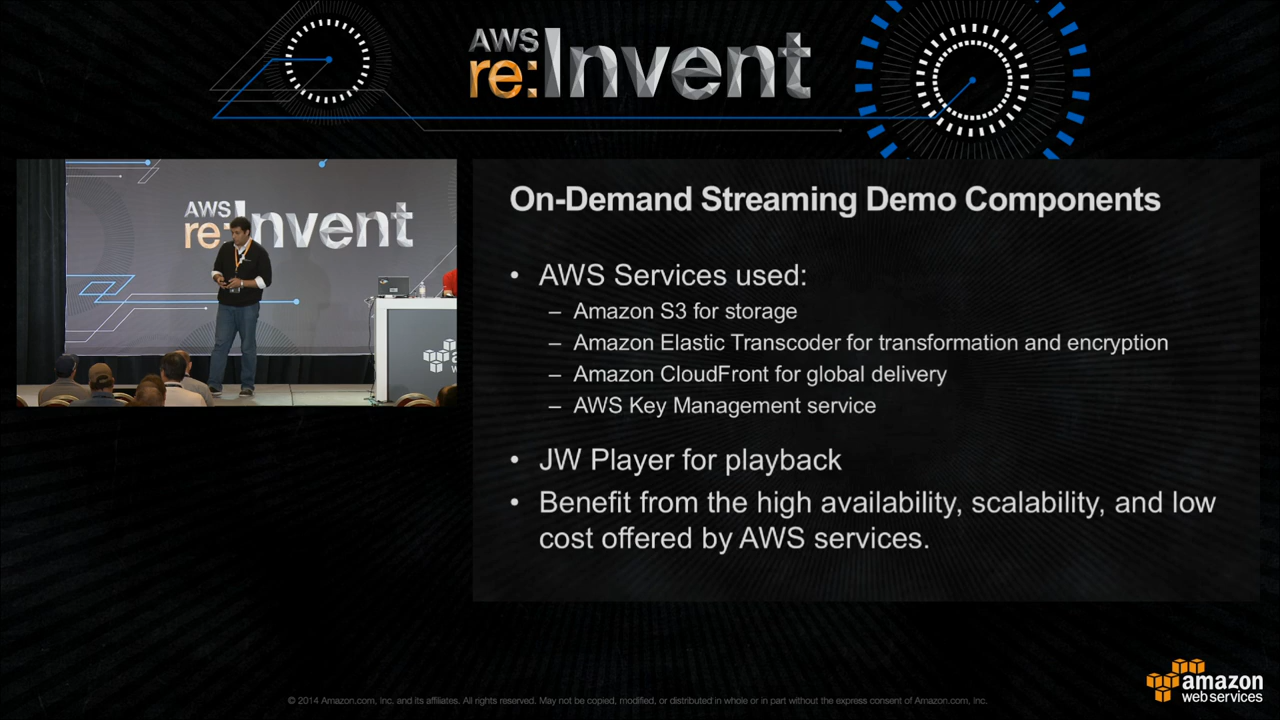 AWS
re:Invent
AWS
re:Invent
On-Demand Streaming Demo Components
• AWS Services used:
– Amazon S3 for storage
– Amazon Elastic Transcoder for transformation and encryption
– Amazon CloudFront for global delivery
– AWS Key Management service
• JW Player for playback
• Benefit from the high availability, scalability, and low
cost offered by AWS services.
amazon
web services
© 2014 Amazon.com, inc. and its affiliates. All rights reserved. May not be copied, modified, or distributed in whole or in part without the express consent of Amazon.com, inc.